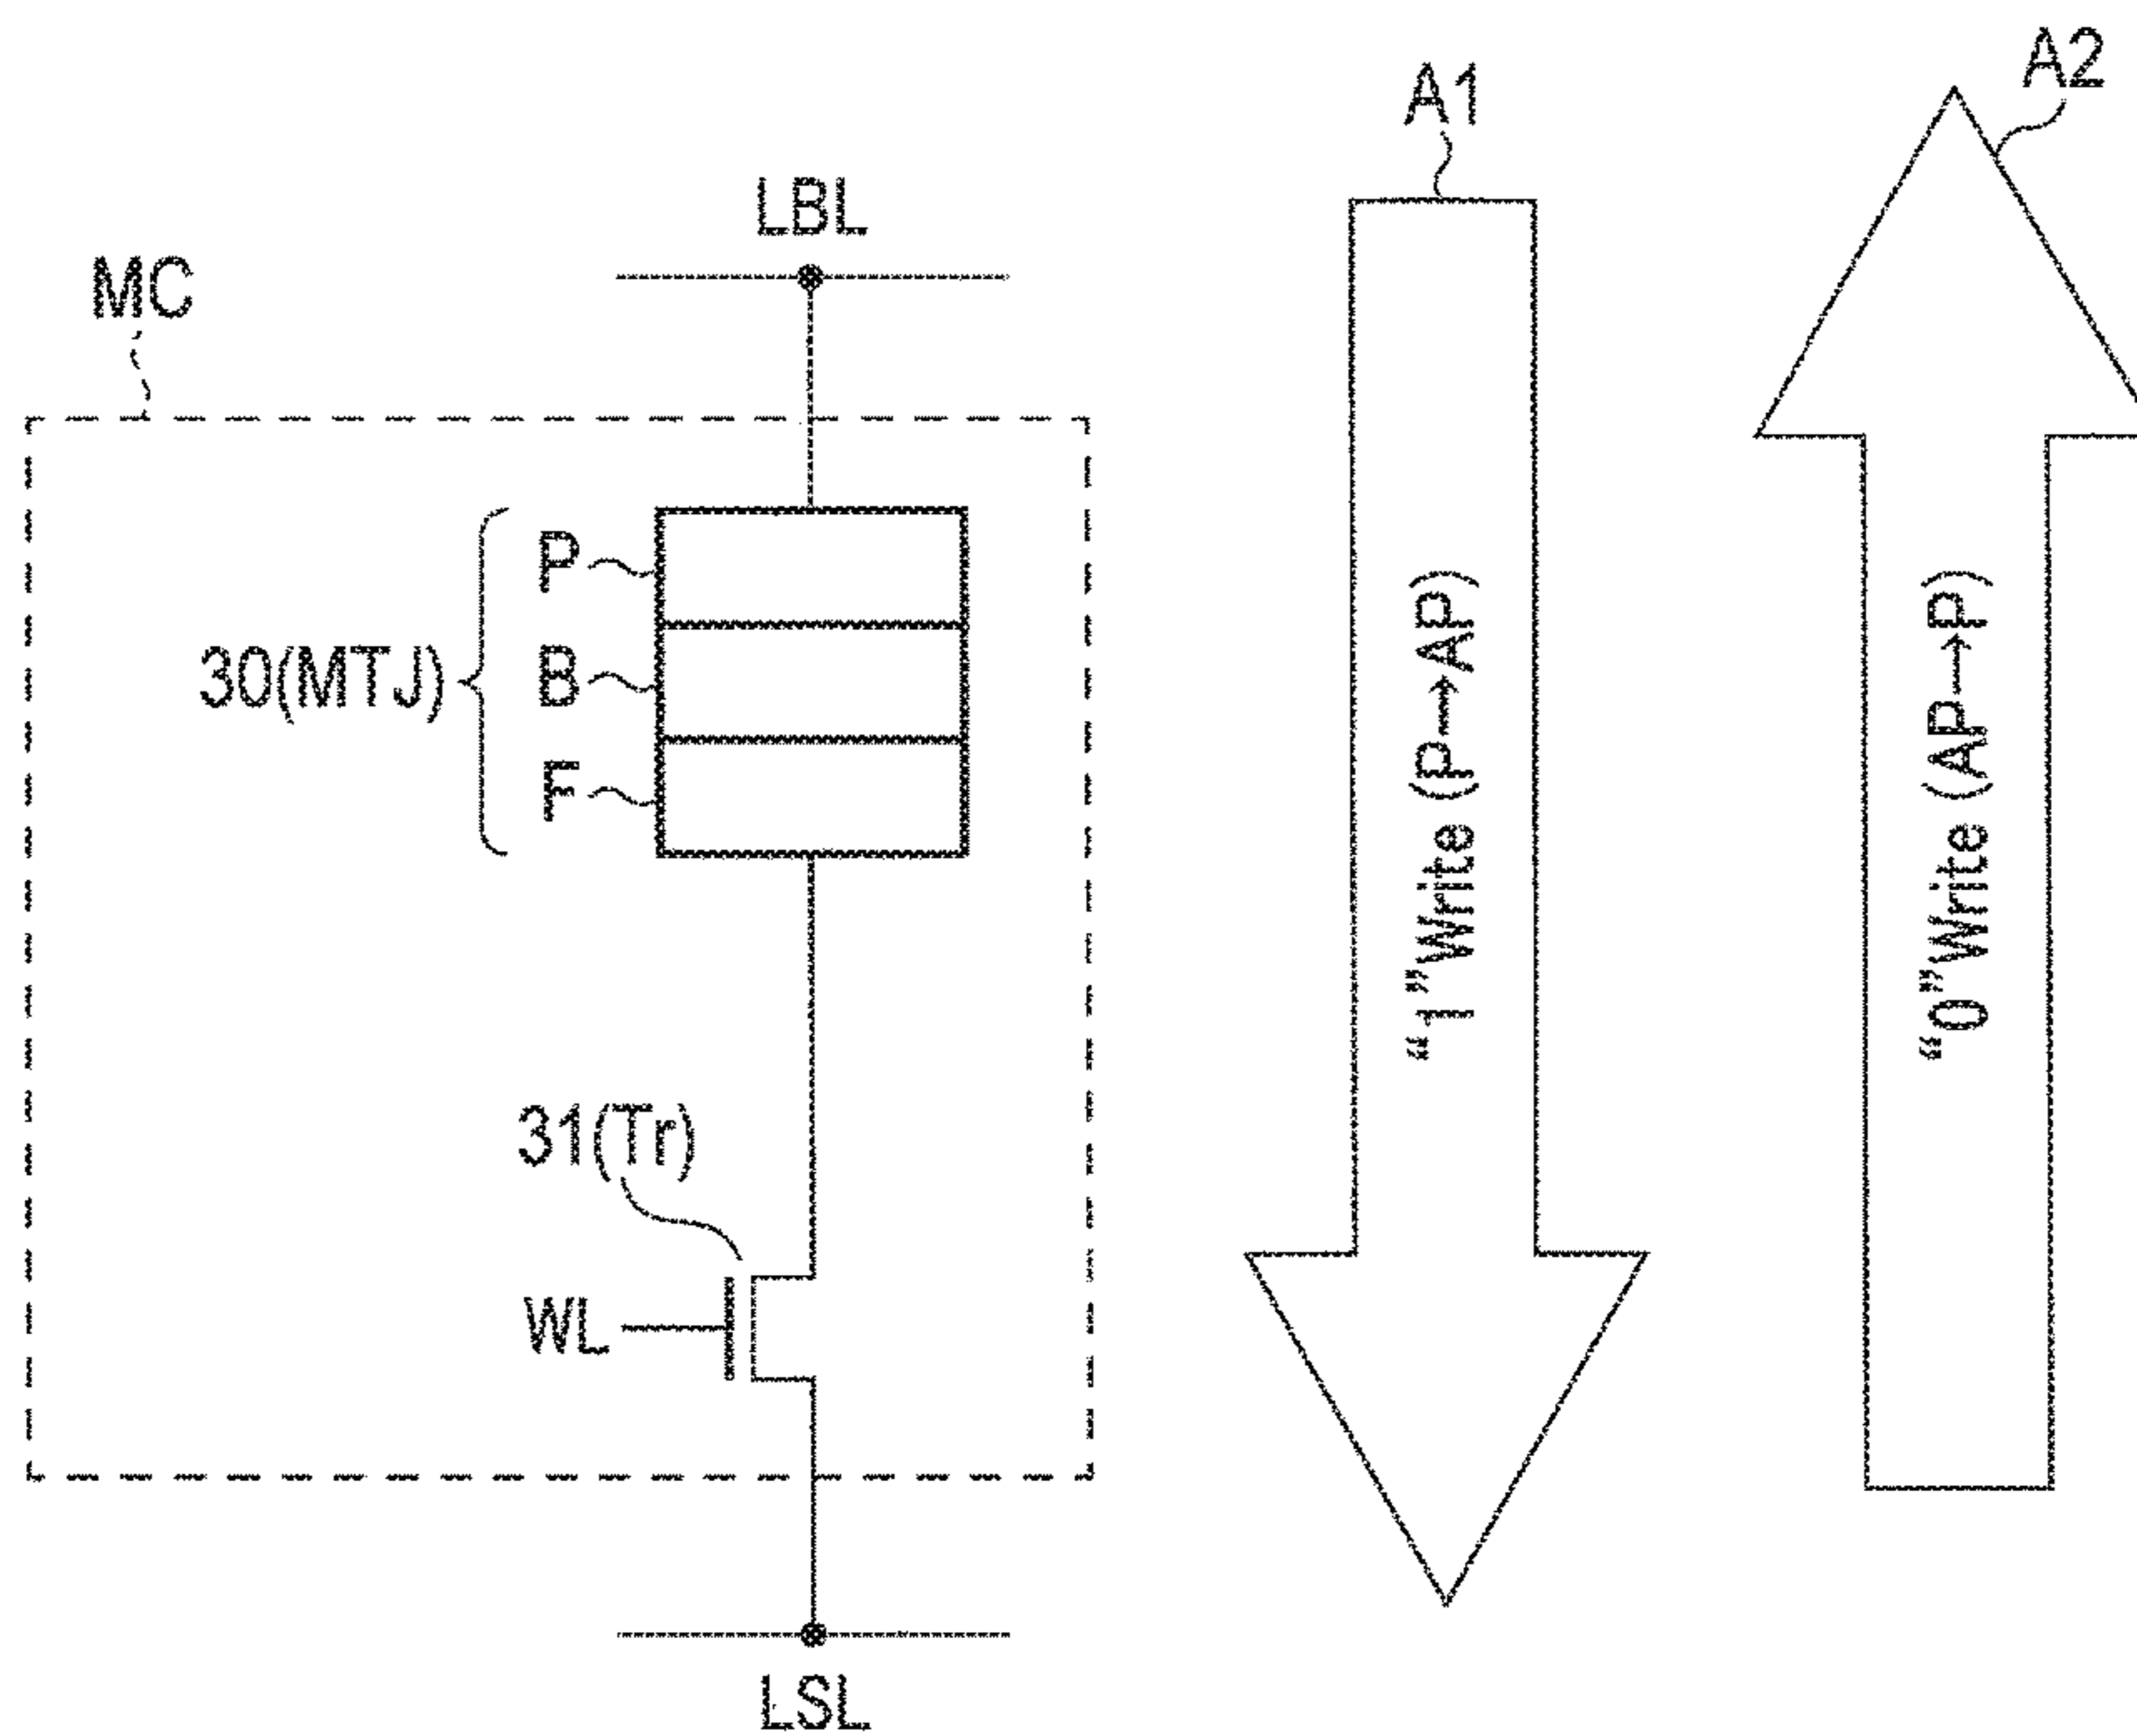 A2
A1
LBL
MC
P
30(MTJ)
B
F
"1"Write (P→AP)
"0"Write (AP→P)
31(Tr)
WL
LSL